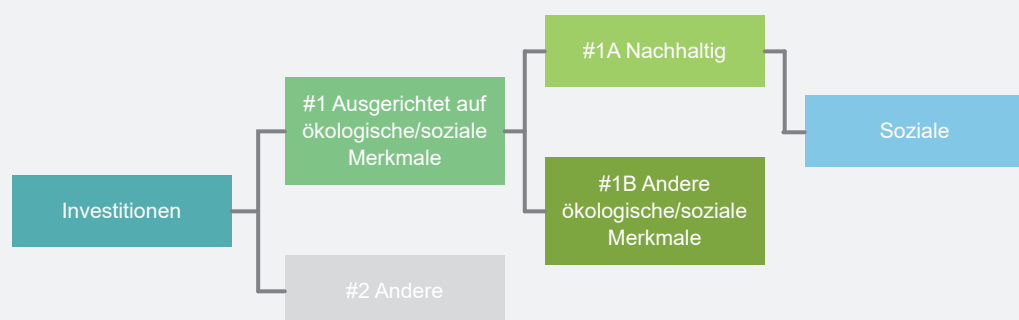 Investitionen
#1 Ausgerichtet auf
ökologische/soziale
Merkmale
#2 Andere
#1A Nachhaltig
#1B Andere
ökologische/soziale
Merkmale
Soziale